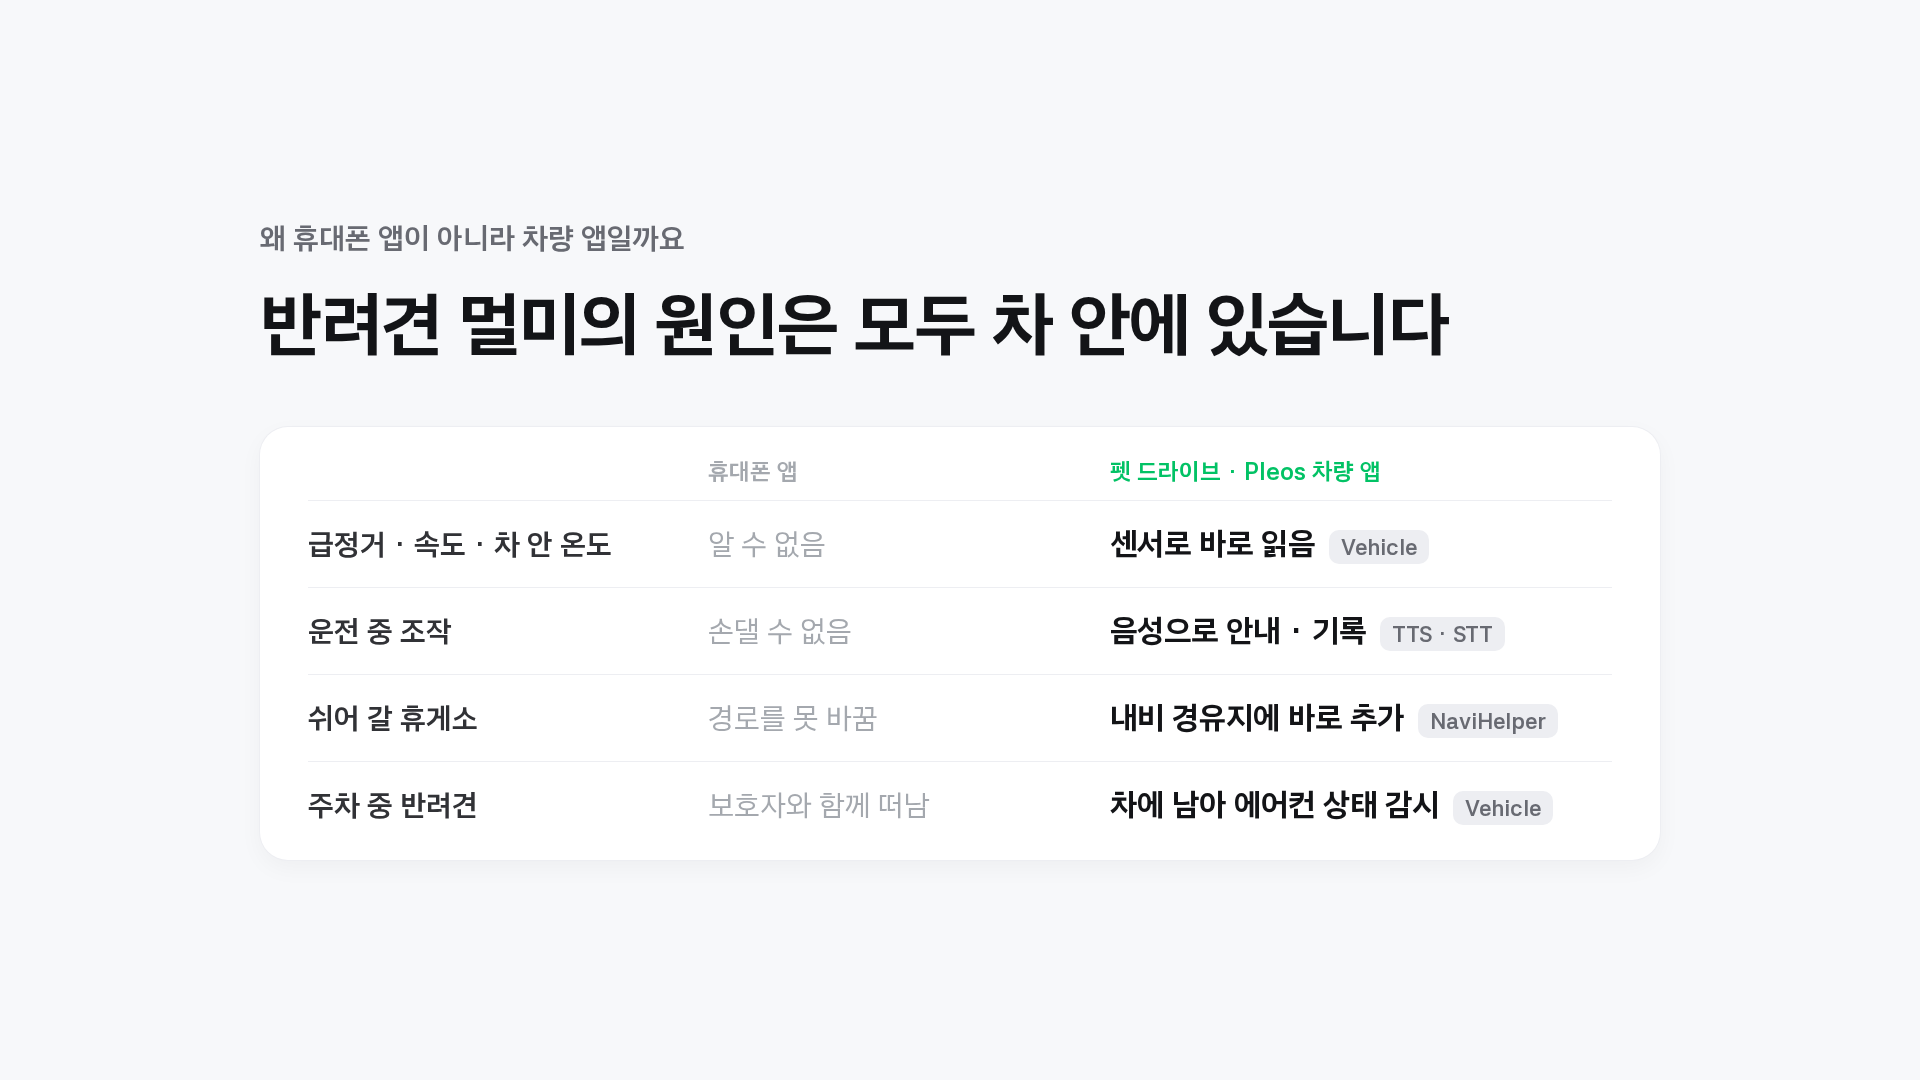 왜 휴대폰 앱이 아니라 차량 앱일까요
반려견 멀미의 원인은 모두 차 안에 있습니다
휴대폰 앱 펫 드라이브 · Pleos 차량 앱
급정거 · 속도 · 차 안 온도 알 수 없음 센서로 바로 읽음 Vehicle
운전 중 조작 손댈 수 없음 음성으로 안내 · 기록 TTS · STT
쉬어 갈 휴게소 경로를 못 바꿈 내비 경유지에 바로 추가 NaviHelper
주차 중 반려견 보호자와 함께 떠남 차에 남아 에어컨 상태 감시 Vehicle